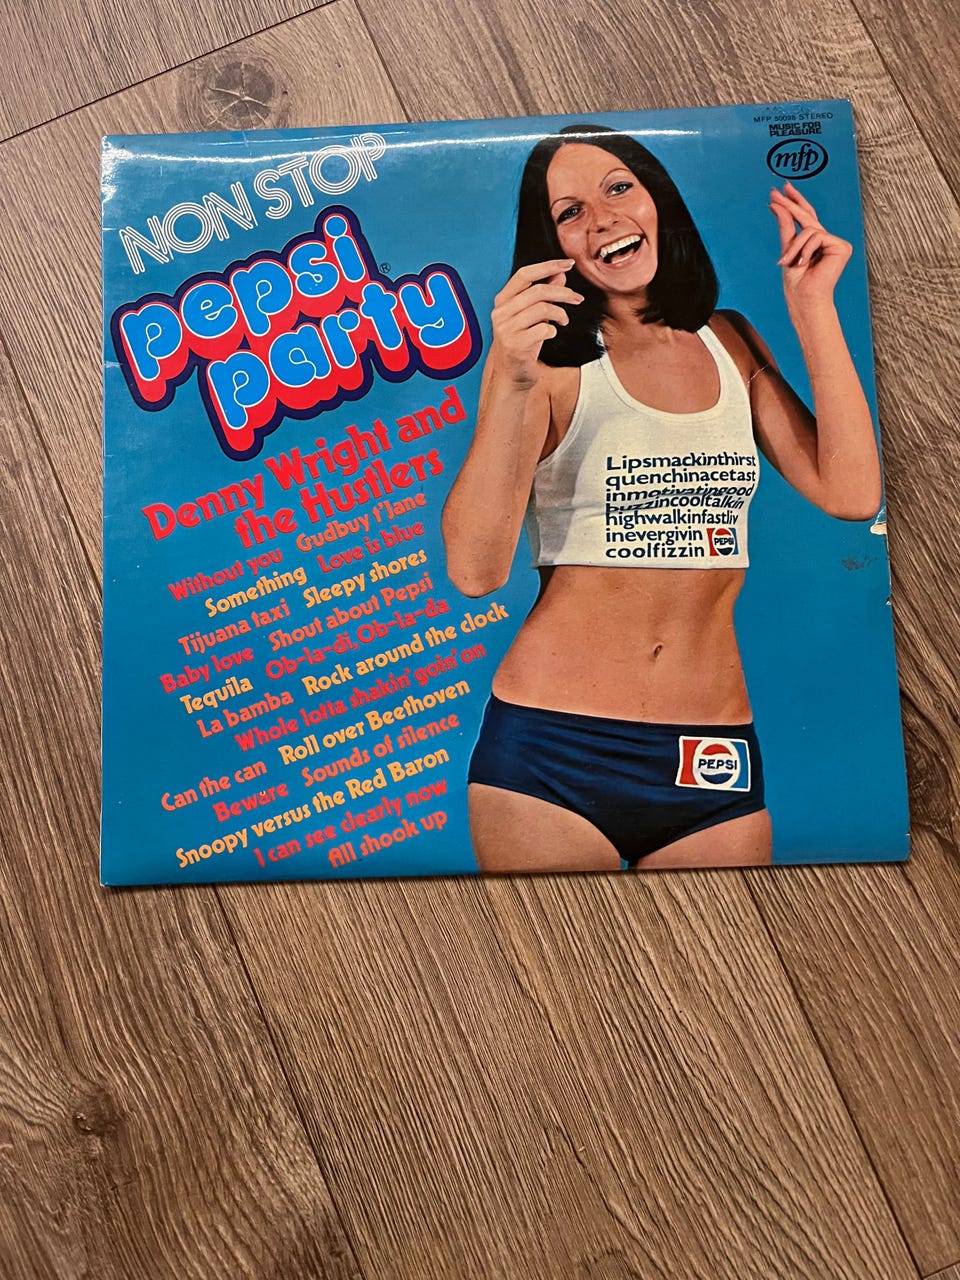 MFP 50098 STEREO
MUSIC FOR
PLEASURE
mfp
NON STOP
pepsi®
party
Denny Wright and
the Hustlers
Without you Gudbuy t'Jane
Something Love is blue
Tijuana taxi Sleepy shores
Baby love Shout about Pepsi
Tequila Ob-la-di, Ob-la-da
La bamba Rock around the clock
Whole lotta shakin' goin' on
Can the can Roll over Beethoven
Beware Sounds of silence
Snoopy versus the Red Baron
I can see clearly now
All shook up
Lipsmackinthirst
quenchinacetast
inmotivatingood
buzzincooltalkin
highwalkinfastliv
inevergivin
coolfizzin PEPSI
PEPSI